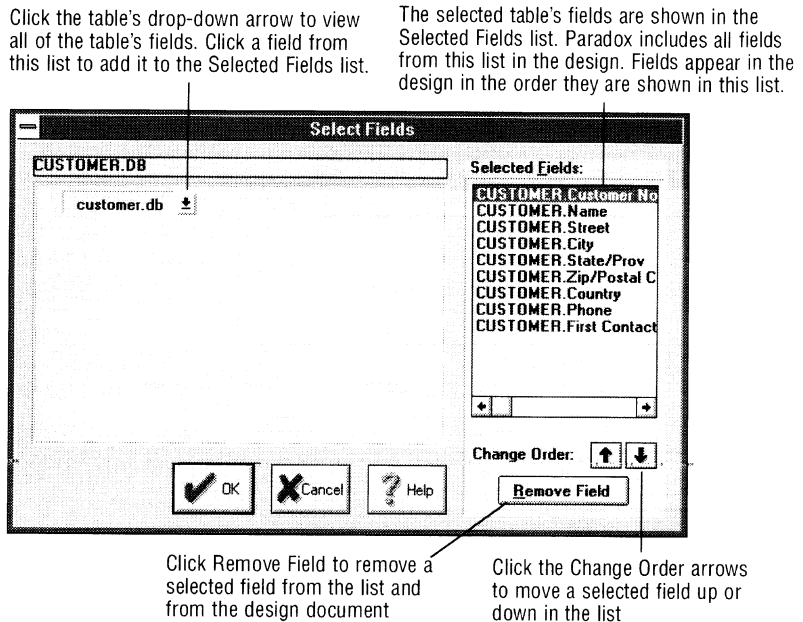 Click the table's drop-down arrow to view
all of the table's fields. Click a field from
this list to add it to the Selected Fields list.
The selected table's fields are shown in the
Selected Fields list. Paradox includes all fields
from this list in the design. Fields appear in the
design in the order they are shown in this list.
Select Fields
CUSTOMER.DB
customer.db
Selected Fields:
CUSTOMER.Customer No
CUSTOMER.Name
CUSTOMER.Street
CUSTOMER.City
CUSTOMER.State/Prov
CUSTOMER.Zip/Postal C
CUSTOMER.Country
CUSTOMER.Phone
CUSTOMER.First Contact
Change Order:
OK
Cancel
? Help
Remove Field
Click Remove Field to remove a
selected field from the list and
from the design document
Click the Change Order arrows
to move a selected field up or
down in the list